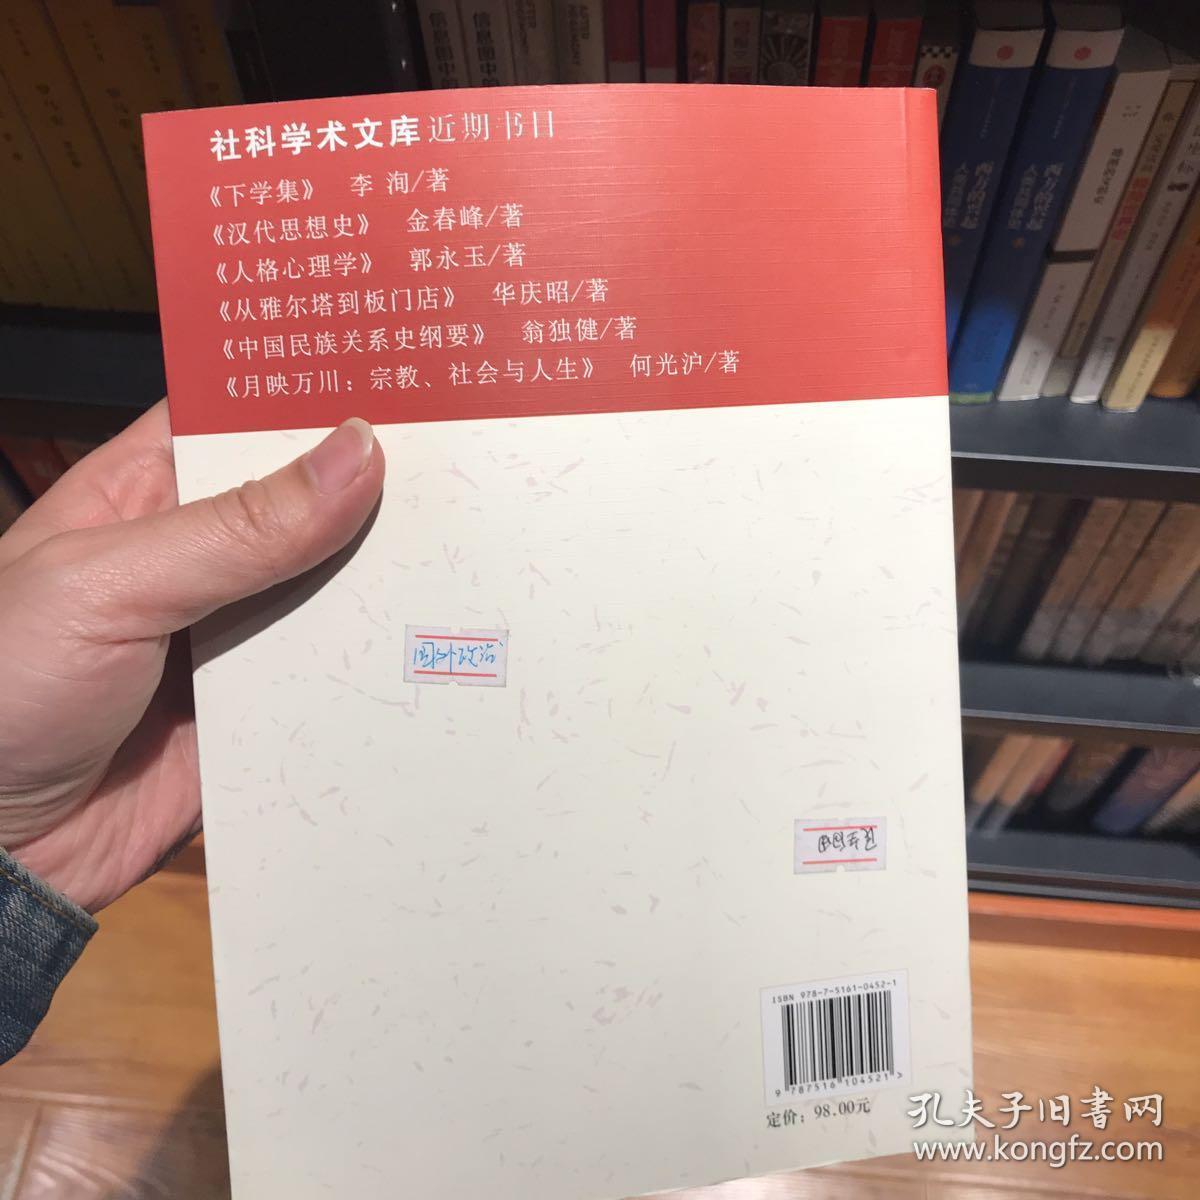 社科学术文库近期书目
《下学集》 李 洵/著
《汉代思想史》 金春峰/著
《人格心理学》 郭永玉/著
《从雅尔塔到板门店》 华庆昭/著
《中国民族关系史纲要》 翁独健/著
《月映万川：宗教、社会与人生》 何光沪/著
国外政治
ISBN 978-7-5161-0452-1
9 787516 104521 >
定价：98.00元
孔夫子旧書网
www.kongfz.com